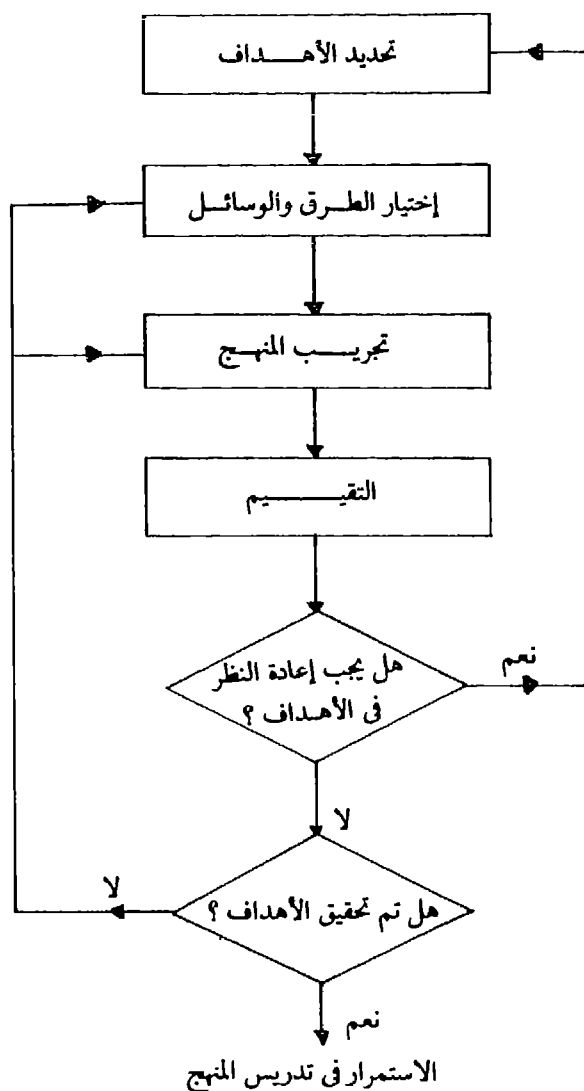 تحديد الأهداف
إختيار الطرق والوسائل
تجريب المنهج
التقييم
هل يجب إعادة النظر
فى الأهداف ؟
نعم
لا
هل تم تحقيق الأهداف ؟
لا
نعم
الاستمرار فى تدريس المنهج